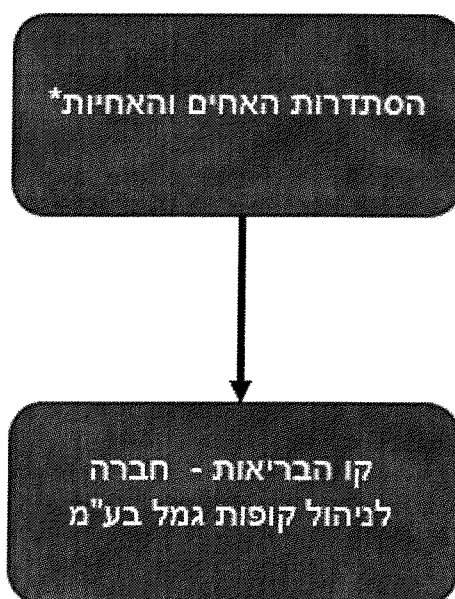 הסתדרות האחים והאחיות*
קו הבריאות - חברה
לניהול קופות גמל בע"מ